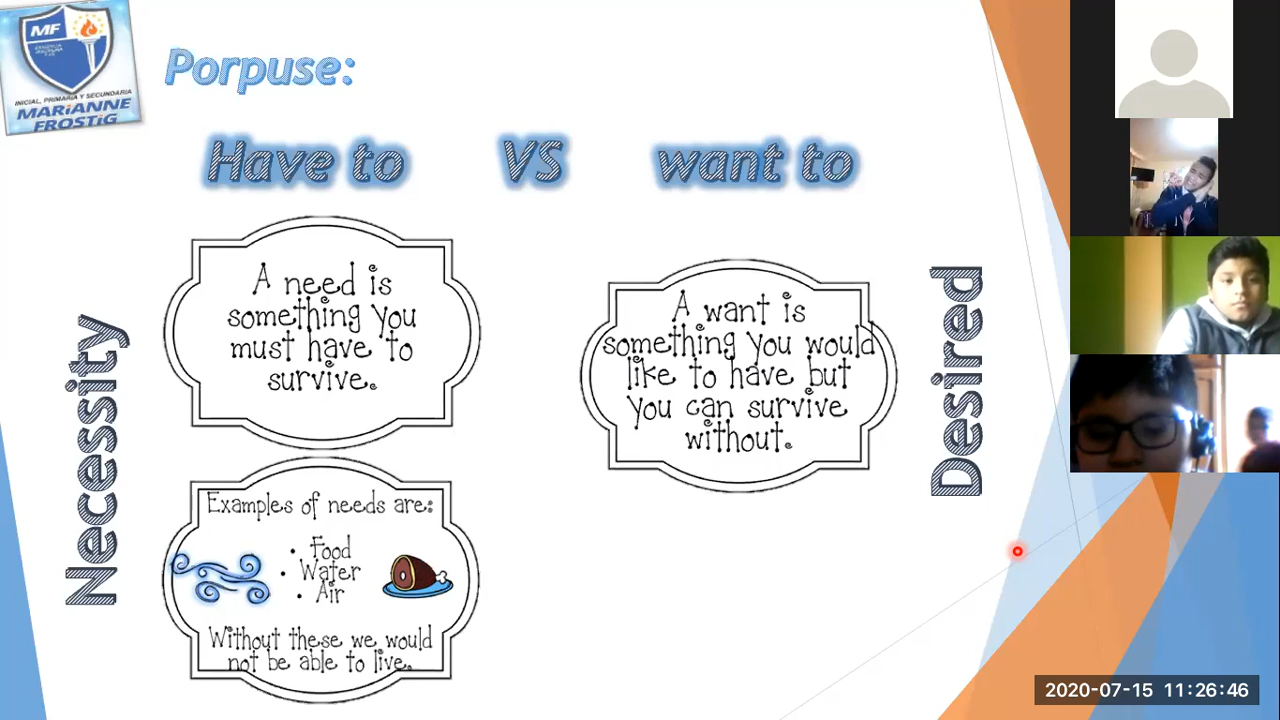 MF
INICIAL, PRIMARIA Y SECUNDARIA
MARIANNE
FROSTIG
Porpuse:
Have to VS want to
Necessity
A need is
something you
must have to
survive.
Examples of needs are:
• Food
• Water
• Air
Without these we would
not be able to live.
A want is
something you would
like to have but
you can survive
without.
Desired
2020-07-15 11:26:46